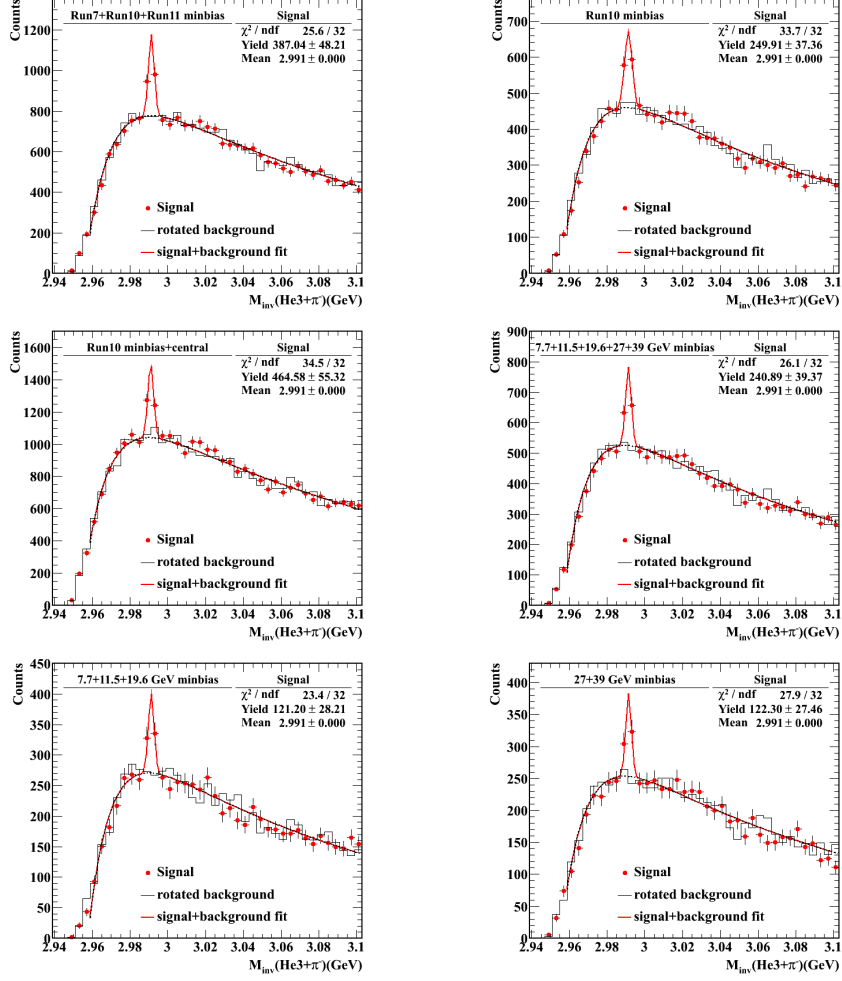 Counts
Run7+Run10+Run11 minbias
Signal
χ² / ndf 25.6 / 32
Yield 387.04 ± 48.21
Mean 2.991 ± 0.000
1200
1000
800
600
400
200
0
Signal
rotated background
signal+background fit
2.94 2.96 2.98 3 3.02 3.04 3.06 3.08 3.1
M_inv(He3+π⁻)(GeV)
Counts
Run10 minbias
Signal
χ² / ndf 33.7 / 32
Yield 249.91 ± 37.36
Mean 2.991 ± 0.000
700
600
500
400
300
200
100
0
Signal
rotated background
signal+background fit
2.94 2.96 2.98 3 3.02 3.04 3.06 3.08 3.1
M_inv(He3+π⁻)(GeV)
Counts
Run10 minbias+central
Signal
χ² / ndf 34.5 / 32
Yield 464.58 ± 55.32
Mean 2.991 ± 0.000
1600
1400
1200
1000
800
600
400
200
0
Signal
rotated background
signal+background fit
2.94 2.96 2.98 3 3.02 3.04 3.06 3.08 3.1
M_inv(He3+π⁻)(GeV)
Counts
7.7+11.5+19.6+27+39 GeV minbias
Signal
χ² / ndf 26.1 / 32
Yield 240.89 ± 39.37
Mean 2.991 ± 0.000
900
800
700
600
500
400
300
200
100
0
Signal
rotated background
signal+background fit
2.94 2.96 2.98 3 3.02 3.04 3.06 3.08 3.1
M_inv(He3+π⁻)(GeV)
Counts
7.7+11.5+19.6 GeV minbias
Signal
χ² / ndf 23.4 / 32
Yield 121.20 ± 28.21
Mean 2.991 ± 0.000
450
400
350
300
250
200
150
100
50
0
Signal
rotated background
signal+background fit
2.94 2.96 2.98 3 3.02 3.04 3.06 3.08 3.1
M_inv(He3+π⁻)(GeV)
Counts
27+39 GeV minbias
Signal
χ² / ndf 27.9 / 32
Yield 122.30 ± 27.46
Mean 2.991 ± 0.000
400
350
300
250
200
150
100
50
0
Signal
rotated background
signal+background fit
2.94 2.96 2.98 3 3.02 3.04 3.06 3.08 3.1
M_inv(He3+π⁻)(GeV)